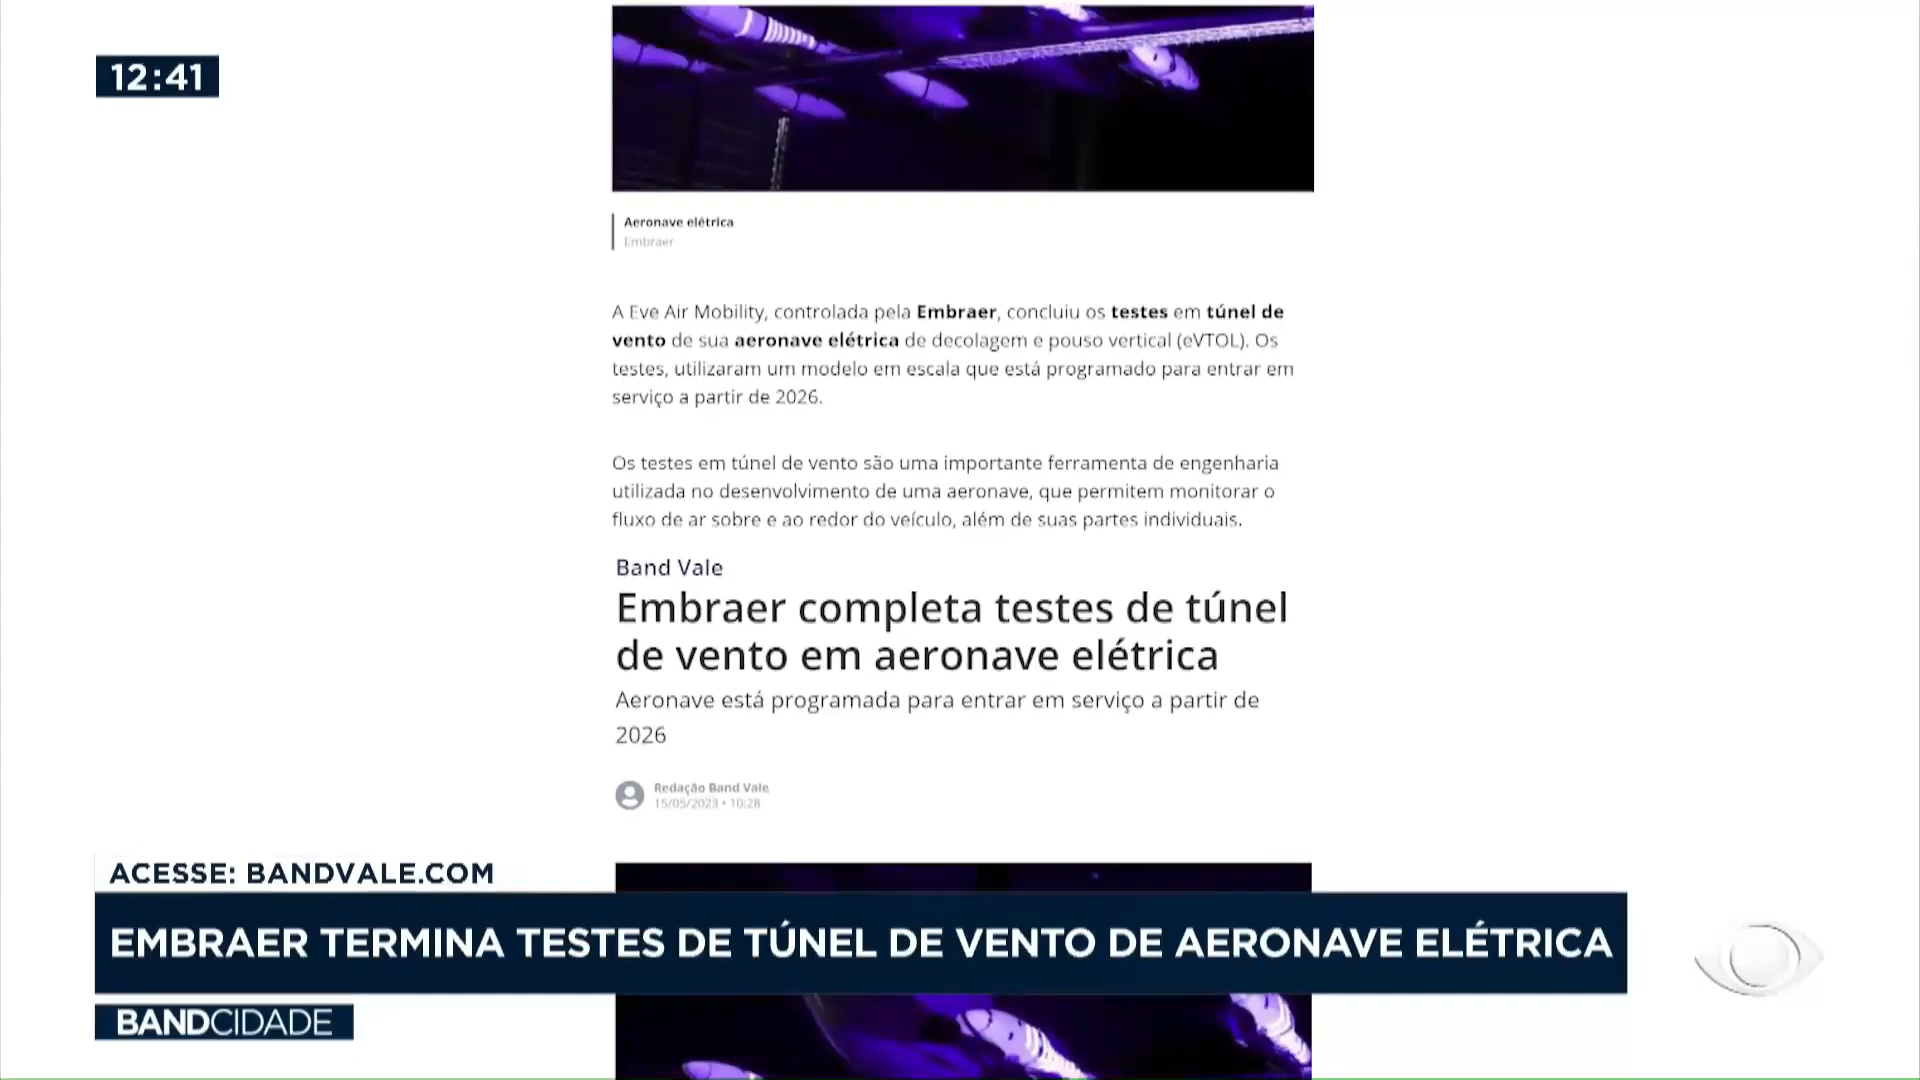 12:41
Aeronave elétrica
Embraer
A Eve Air Mobility, controlada pela Embraer, concluiu os testes em túnel de
vento de sua aeronave elétrica de decolagem e pouso vertical (eVTOL). Os
testes, utilizaram um modelo em escala que está programado para entrar em
serviço a partir de 2026.
Os testes em túnel de vento são uma importante ferramenta de engenharia
utilizada no desenvolvimento de uma aeronave, que permitem monitorar o
fluxo de ar sobre e ao redor do veículo, além de suas partes individuais.
Band Vale
Embraer completa testes de túnel
de vento em aeronave elétrica
Aeronave está programada para entrar em serviço a partir de
2026
Redação Band Vale
15/05/2023 • 10:28
ACESSE: BANDVALE.COM
EMBRAER TERMINA TESTES DE TÚNEL DE VENTO DE AERONAVE ELÉTRICA
BANDCIDADE